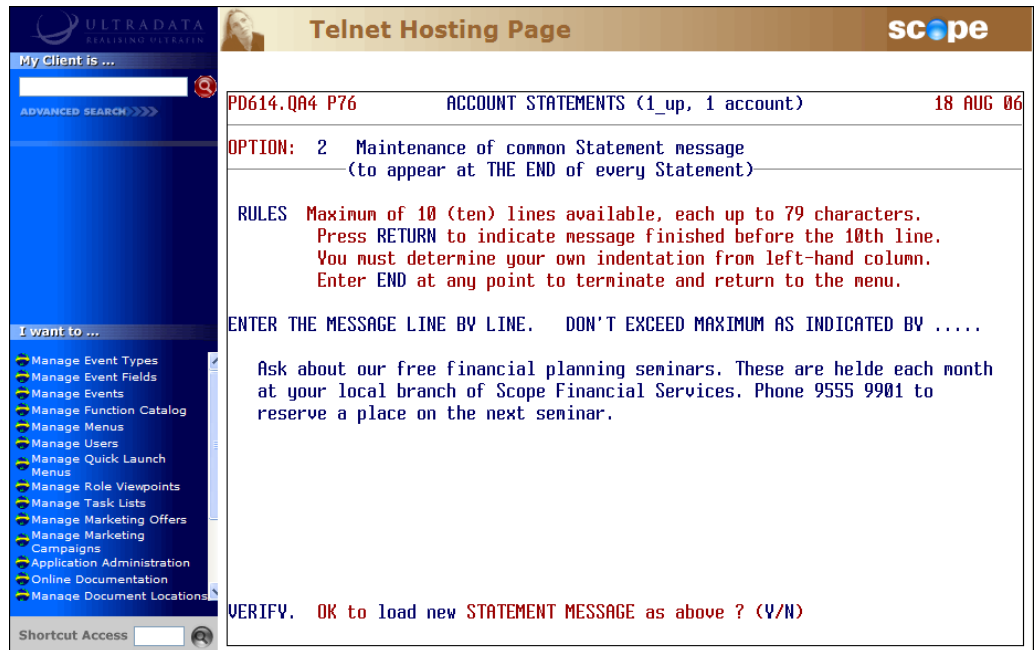 ULTRADATA
REALISING ULTRAFIN
Telnet Hosting Page
scope
My Client is ...
ADVANCED SEARCH
PD614.QA4 P76 ACCOUNT STATEMENTS (1_up, 1 account) 18 AUG 06
OPTION: 2 Maintenance of common Statement message
(to appear at THE END of every Statement)
RULES Maximum of 10 (ten) lines available, each up to 79 characters.
Press RETURN to indicate message finished before the 10th line.
You must determine your own indentation from left-hand column.
Enter END at any point to terminate and return to the menu.
ENTER THE MESSAGE LINE BY LINE. DON'T EXCEED MAXIMUM AS INDICATED BY .....
Ask about our free financial planning seminars. These are helde each month
at your local branch of Scope Financial Services. Phone 9555 9901 to
reserve a place on the next seminar.
VERIFY. OK to load new STATEMENT MESSAGE as above ? (Y/N)
I want to ...
Manage Event Types
Manage Event Fields
Manage Events
Manage Function Catalog
Manage Menus
Manage Users
Manage Quick Launch
Menus
Manage Role Viewpoints
Manage Task Lists
Manage Marketing Offers
Manage Marketing
Campaigns
Application Administration
Online Documentation
Manage Document Locations
Shortcut Access